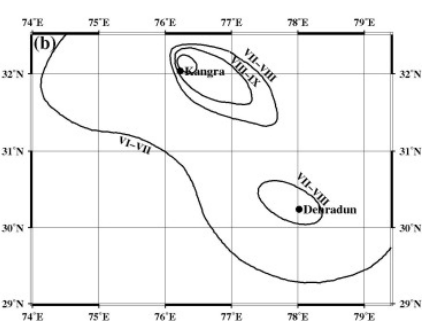 74°E 75°E 76°E 77°E 78°E 79°E
(b)
VII-VIII
VIII-IX
32°N Kangra 32°N
31°N VI-VII 31°N
VII-VIII
30°N Dehradun 30°N
29°N 29°N
74°E 75°E 76°E 77°E 78°E 79°E